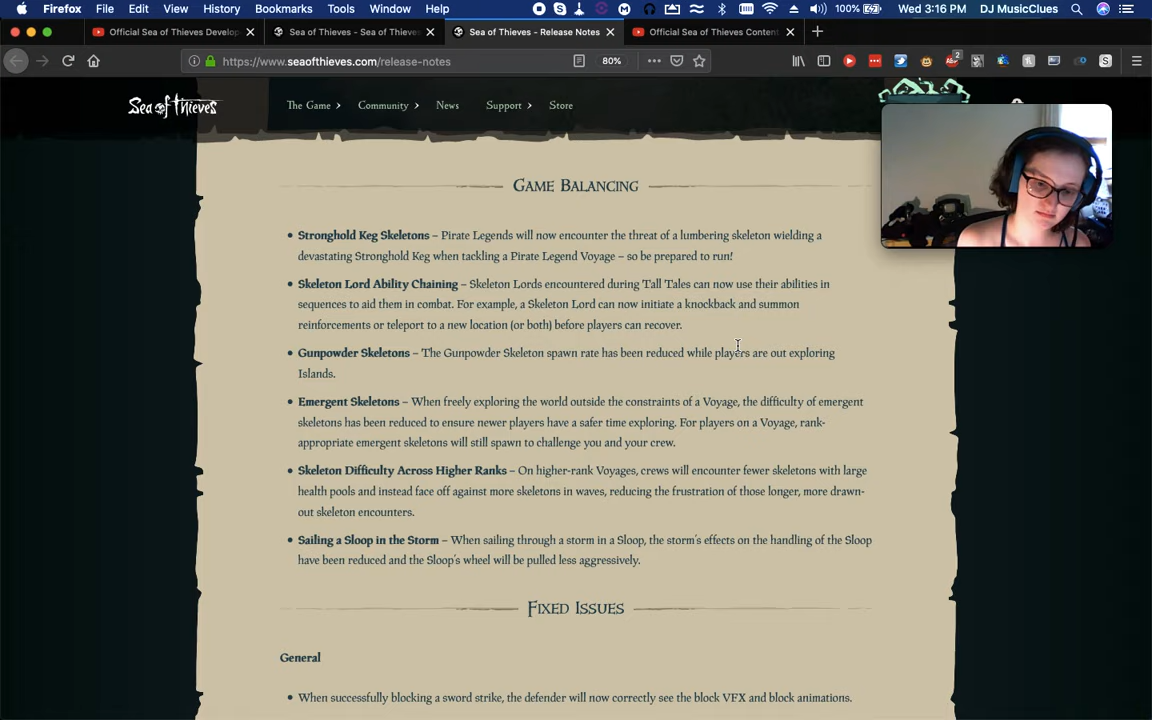 Firefox File Edit View History Bookmarks Tools Window Help 100% Wed 3:16 PM DJ MusicClues
Official Sea of Thieves Develop Sea of Thieves - Sea of Thieves Sea of Thieves - Release Notes Official Sea of Thieves Content
https://www.seaofthieves.com/release-notes 80% 2
Sea of Thieves The Game Community News Support Store
Game Balancing
• Stronghold Keg Skeletons – Pirate Legends will now encounter the threat of a lumbering skeleton wielding a
devastating Stronghold Keg when tackling a Pirate Legend Voyage – so be prepared to run!
• Skeleton Lord Ability Chaining – Skeleton Lords encountered during Tall Tales can now use their abilities in
sequences to aid them in combat. For example, a Skeleton Lord can now initiate a knockback and summon
reinforcements or teleport to a new location (or both) before players can recover.
• Gunpowder Skeletons – The Gunpowder Skeleton spawn rate has been reduced while players are out exploring
Islands.
• Emergent Skeletons – When freely exploring the world outside the constraints of a Voyage, the difficulty of emergent
skeletons has been reduced to ensure newer players have a safer time exploring. For players on a Voyage, rank-
appropriate emergent skeletons will still spawn to challenge you and your crew.
• Skeleton Difficulty Across Higher Ranks – On higher-rank Voyages, crews will encounter fewer skeletons with large
health pools and instead face off against more skeletons in waves, reducing the frustration of those longer, more drawn-
out skeleton encounters.
• Sailing a Sloop in the Storm – When sailing through a storm in a Sloop, the storm's effects on the handling of the Sloop
have been reduced and the Sloop's wheel will be pulled less aggressively.
Fixed Issues
General
• When successfully blocking a sword strike, the defender will now correctly see the block VFX and block animations.